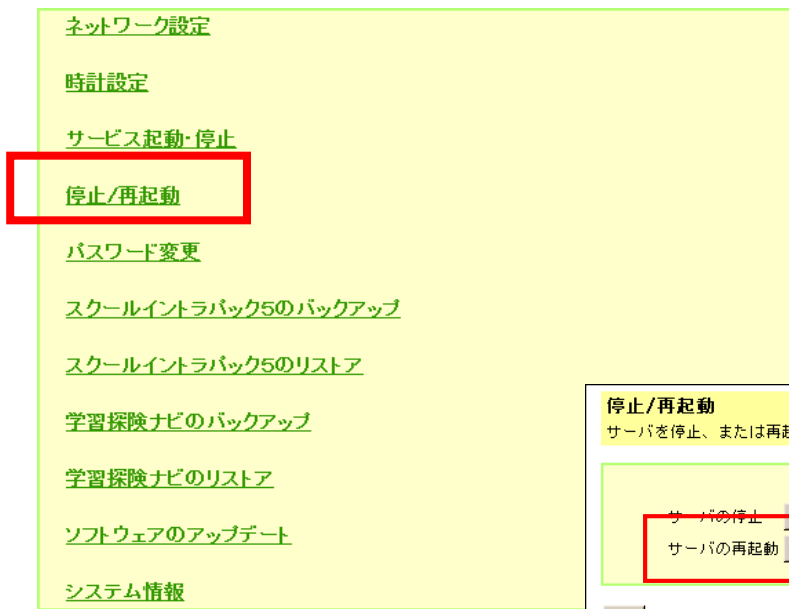 ネットワーク設定
時計設定
サービス起動・停止
停止/再起動
パスワード変更
スクールイントラパック5のバックアップ
スクールイントラパック5のリストア
学習探険ナビのバックアップ
学習探険ナビのリストア
ソフトウェアのアップデート
システム情報
停止/再起動
サーバを停止、または再起
サーバの停止
サーバの再起動